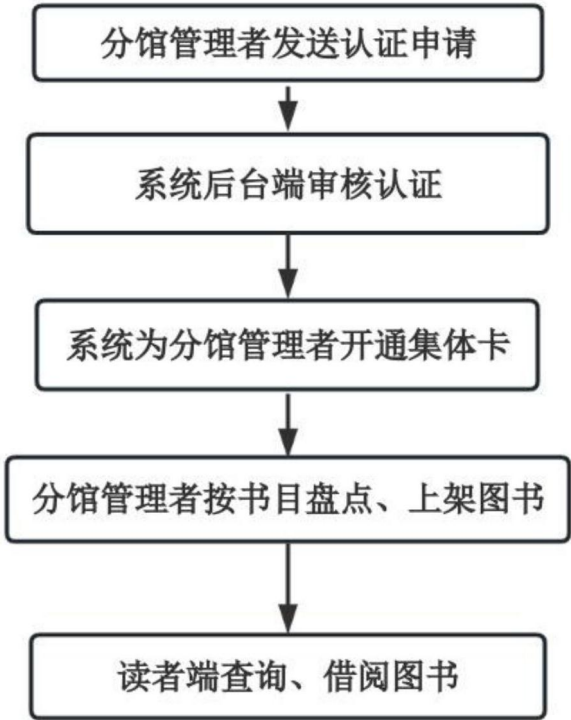 分馆管理者发送认证申请
系统后台端审核认证
系统为分馆管理者开通集体卡
分馆管理者按书目盘点、上架图书
读者端查询、借阅图书